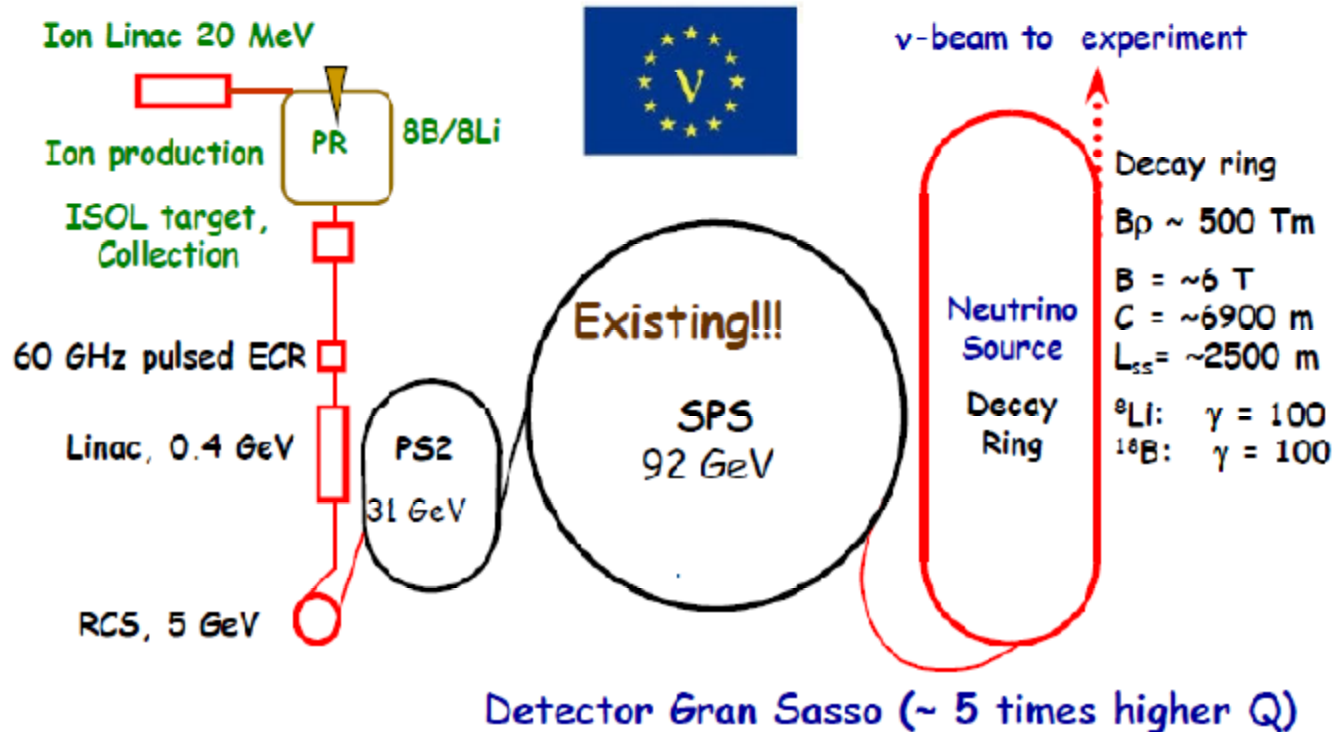 Ion Linac 20 MeV
ν-beam to experiment
ν
PR
8B/8Li
Ion production
ISOL target,
Collection
Decay ring
Bρ ~ 500 Tm
B = ~6 T
C = ~6900 m
Lss= ~2500 m
⁸Li: γ = 100
¹⁸B: γ = 100
Existing!!!
Neutrino
Source
Decay
Ring
60 GHz pulsed ECR
SPS
92 GeV
Linac, 0.4 GeV
PS2
31 GeV
RCS, 5 GeV
Detector Gran Sasso (~ 5 times higher Q)